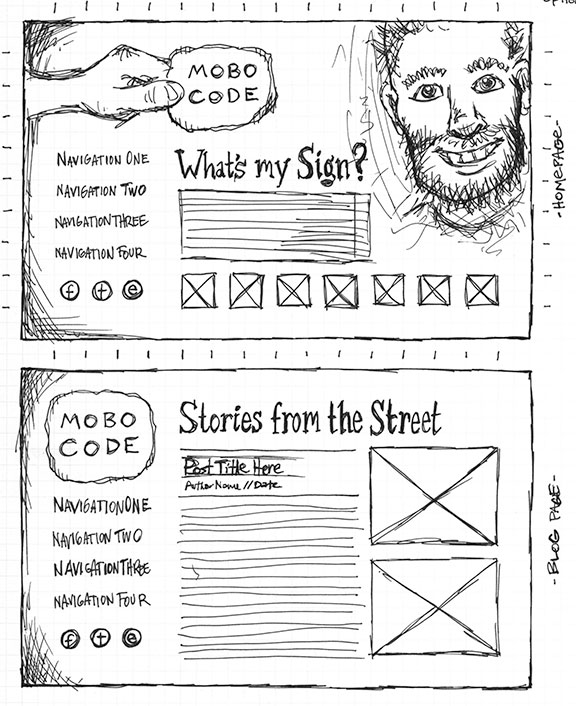 MOBO
CODE
What's my Sign?
NAVIGATION ONE
NAVIGATION TWO
NAVIGATION THREE
NAVIGATION FOUR
f t e
-HOMEPAGE-
MOBO
CODE
Stories from the Street
Post Title Here
Author Name // Date
NAVIGATION ONE
NAVIGATION TWO
NAVIGATION THREE
NAVIGATION FOUR
f t e
-BLOG PAGE-